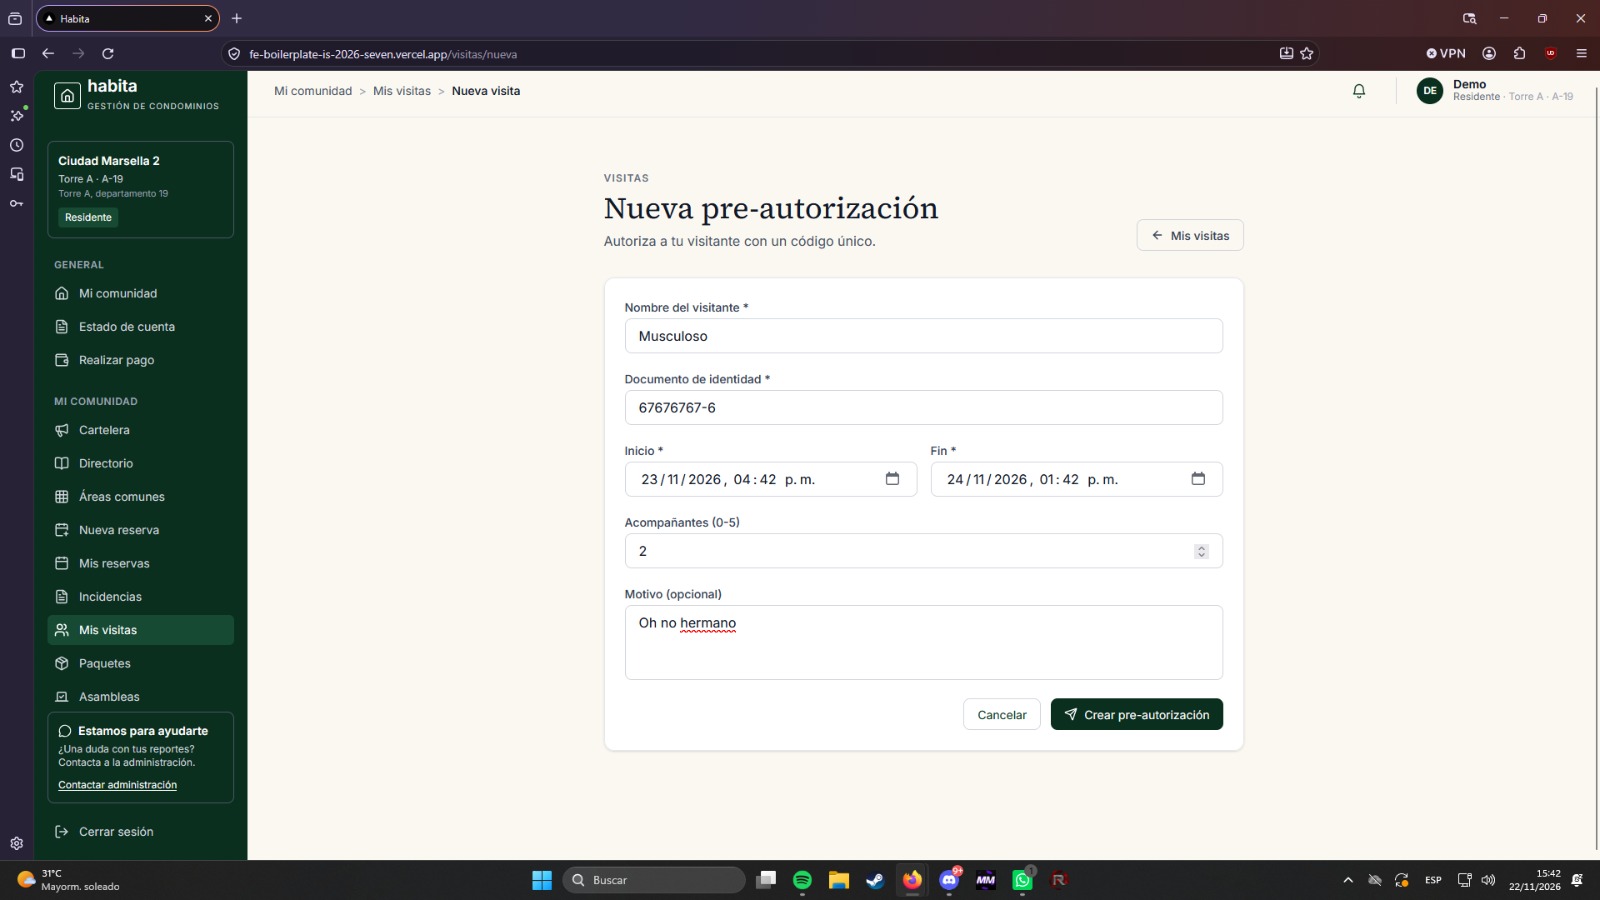 Habita
fe-boilerplate-is-2026-seven.vercel.app/visitas/nueva
VPN
habita
GESTIÓN DE CONDOMINIOS
Mi comunidad > Mis visitas > Nueva visita
DE
Demo
Residente · Torre A · A-19
Ciudad Marsella 2
Torre A · A-19
Torre A, departamento 19
Residente
GENERAL
Mi comunidad
Estado de cuenta
Realizar pago
MI COMUNIDAD
Cartelera
Directorio
Áreas comunes
Nueva reserva
Mis reservas
Incidencias
Mis visitas
Paquetes
Asambleas
Estamos para ayudarte
¿Una duda con tus reportes?
Contacta a la administración.
Contactar administración
Cerrar sesión
VISITAS
Nueva pre-autorización
Autoriza a tu visitante con un código único.
Mis visitas
Nombre del visitante *
Musculoso
Documento de identidad *
67676767-6
Inicio *
Fin *
23/11/2026, 04:42 p. m.
24/11/2026, 01:42 p. m.
Acompañantes (0-5)
2
Motivo (opcional)
Oh no hermano
Cancelar
Crear pre-autorización
31°C
Mayorm. soleado
Buscar
9+
MM
1
R
ESP
15:42
22/11/2026